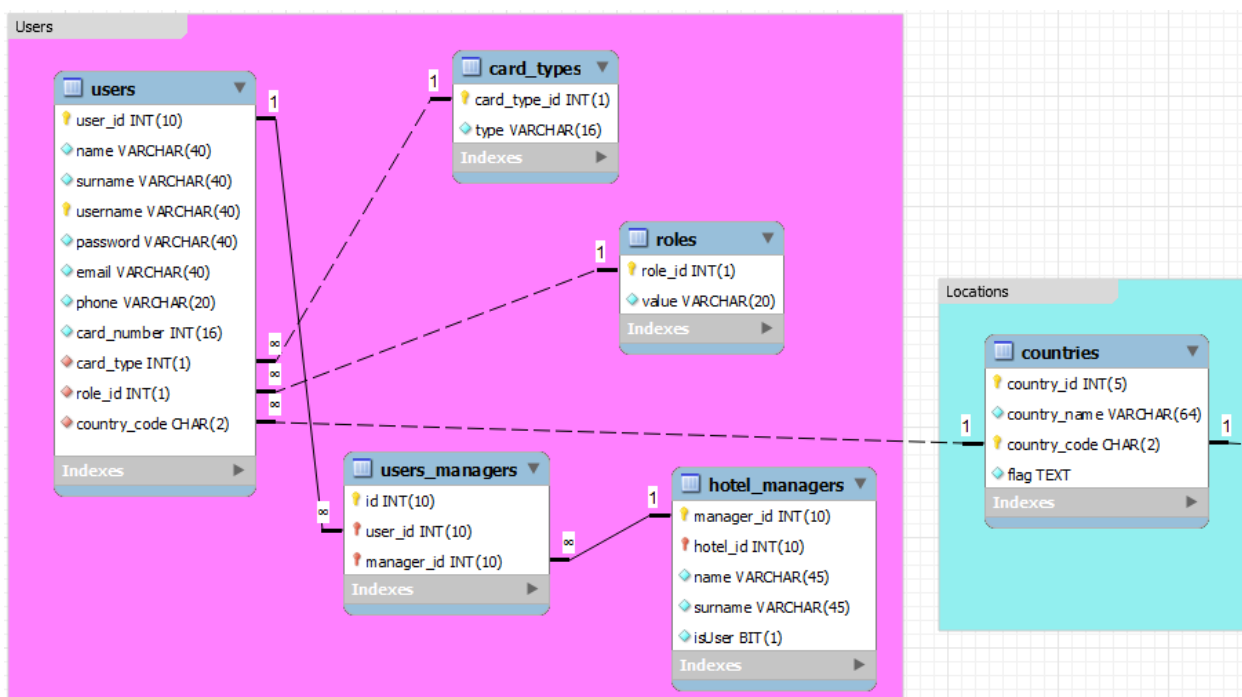 Users
users
user_id INT(10)
name VARCHAR(40)
surname VARCHAR(40)
username VARCHAR(40)
password VARCHAR(40)
email VARCHAR(40)
phone VARCHAR(20)
card_number INT(16)
card_type INT(1)
role_id INT(1)
country_code CHAR(2)
Indexes
1
∞
∞
∞
1
card_types
card_type_id INT(1)
type VARCHAR(16)
Indexes
1
roles
role_id INT(1)
value VARCHAR(20)
Indexes
∞
users_managers
id INT(10)
user_id INT(10)
manager_id INT(10)
Indexes
∞
1
hotel_managers
manager_id INT(10)
hotel_id INT(10)
name VARCHAR(45)
surname VARCHAR(45)
isUser BIT(1)
Indexes
Locations
1
countries
country_id INT(5)
country_name VARCHAR(64)
country_code CHAR(2)
flag TEXT
Indexes
1